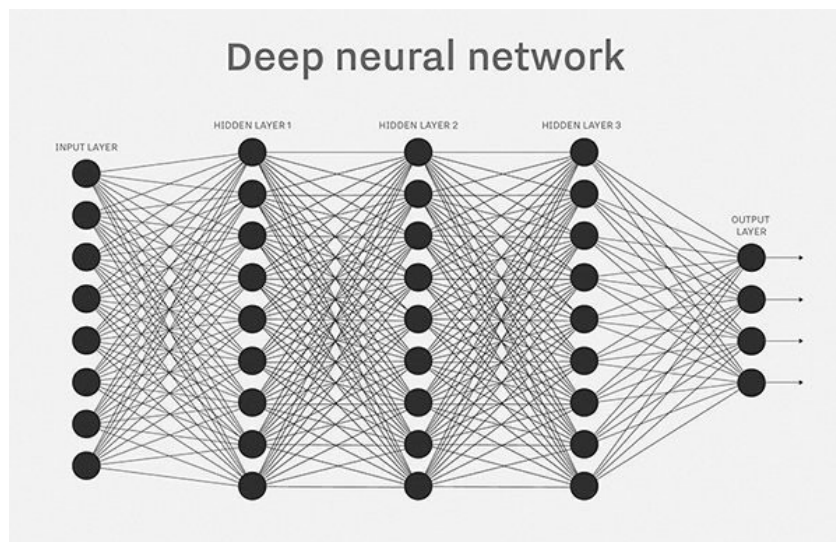 Deep neural network
HIDDEN LAYER 1
HIDDEN LAYER 2
HIDDEN LAYER 3
INPUT LAYER
OUTPUT
LAYER